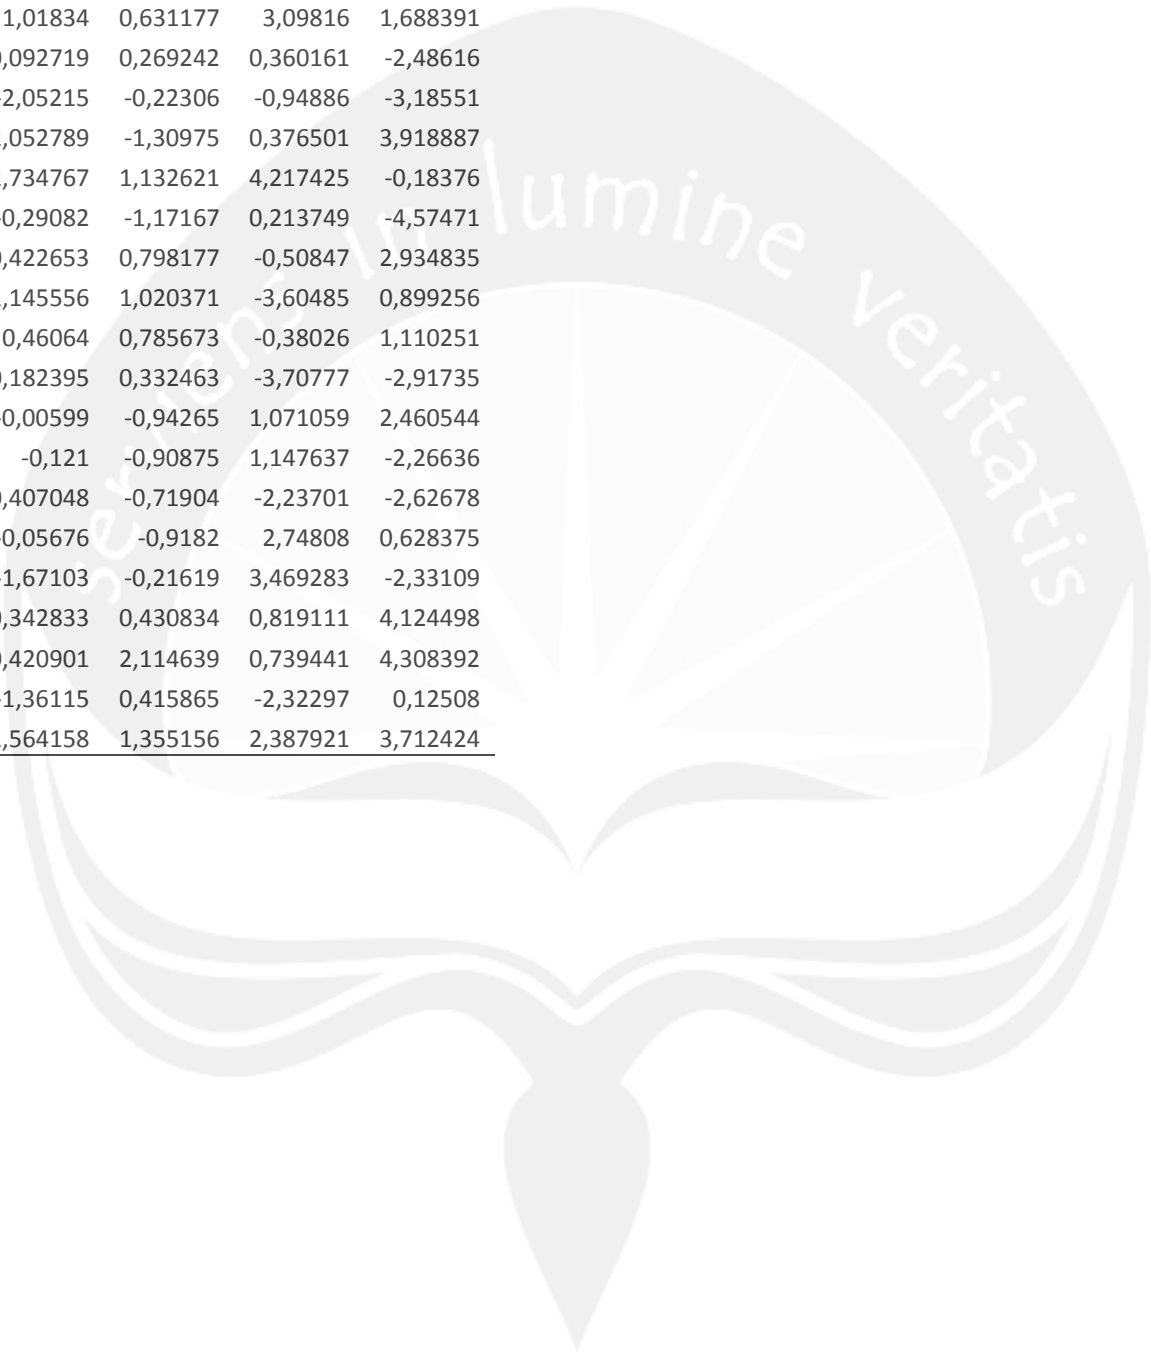 1,01834 0,631177 3,09816 1,688391
,092719 0,269242 0,360161 -2,48616
-2,05215 -0,22306 -0,94886 -3,18551
,052789 -1,30975 0,376501 3,918887
,734767 1,132621 4,217425 -0,18376
-0,29082 -1,17167 0,213749 -4,57471
,422653 0,798177 -0,50847 2,934835
,145556 1,020371 -3,60485 0,899256
0,46064 0,785673 -0,38026 1,110251
,182395 0,332463 -3,70777 -2,91735
-0,00599 -0,94265 1,071059 2,460544
-0,121 -0,90875 1,147637 -2,26636
,407048 -0,71904 -2,23701 -2,62678
-0,05676 -0,9182 2,74808 0,628375
-1,67103 -0,21619 3,469283 -2,33109
,342833 0,430834 0,819111 4,124498
,420901 2,114639 0,739441 4,308392
-1,36115 0,415865 -2,32297 0,12508
,564158 1,355156 2,387921 3,712424
serviens in lumine veritatis